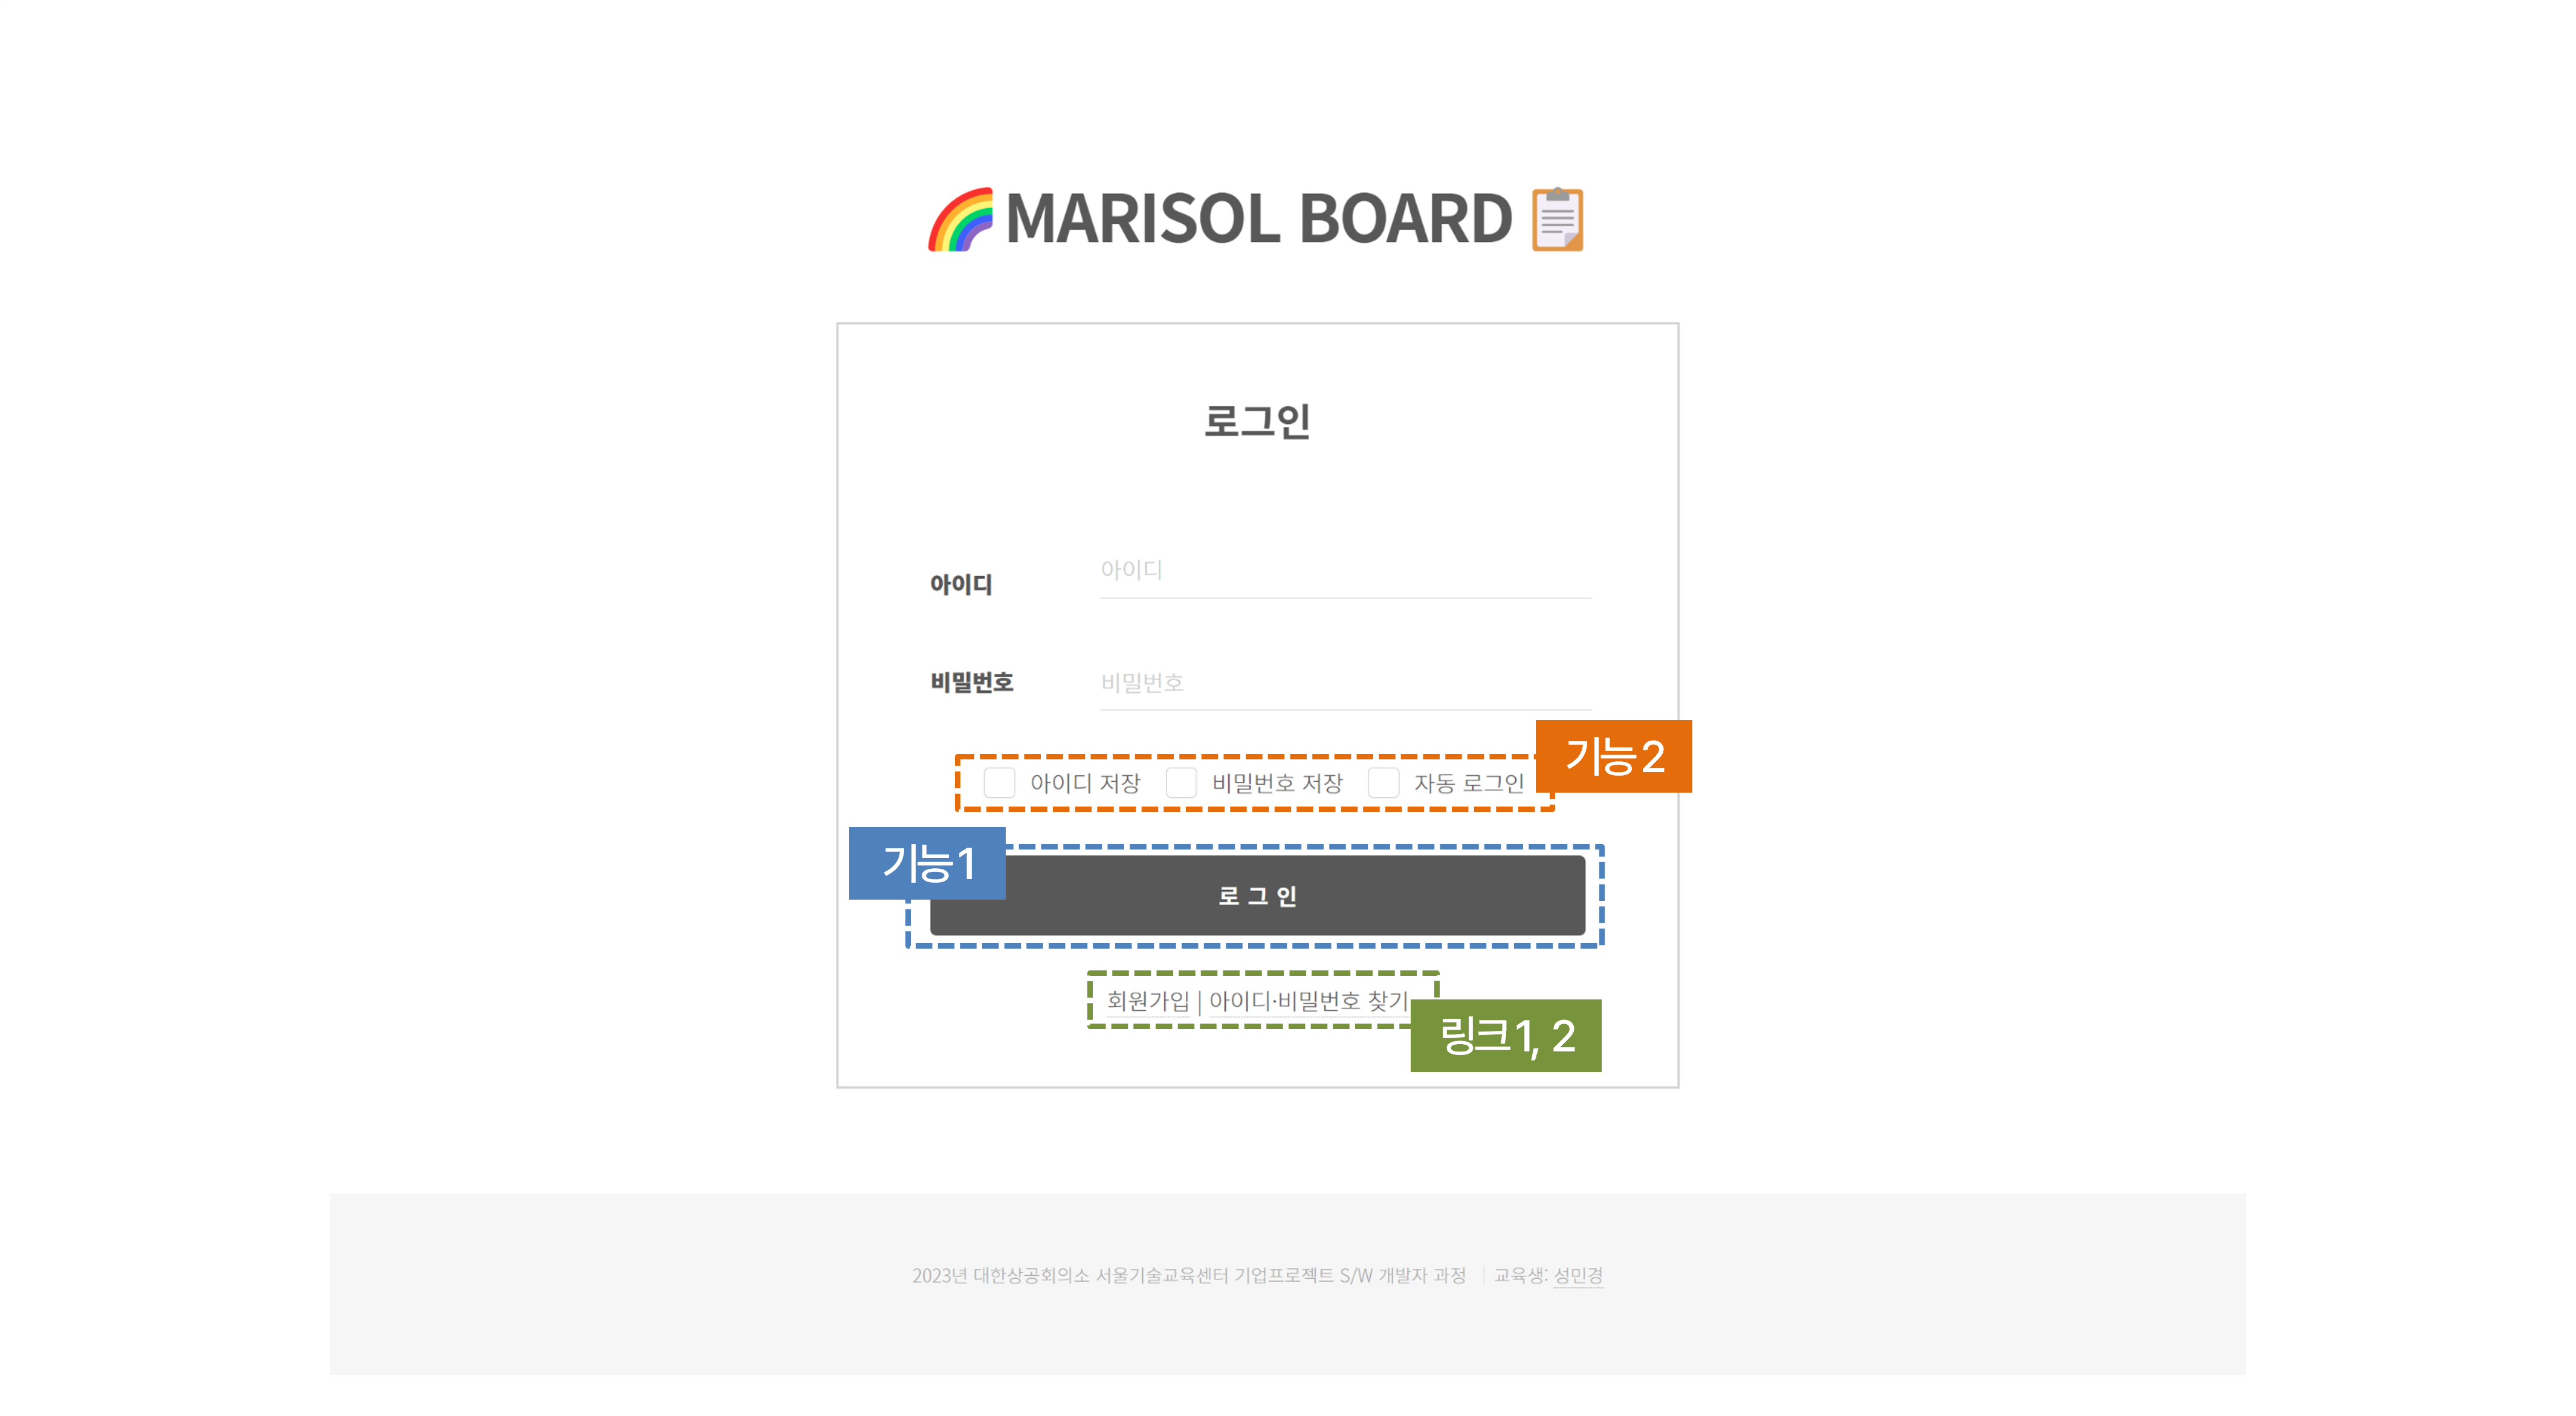 MARISOL BOARD
로그인
아이디
아이디
비밀번호
비밀번호
기능2
아이디 저장 비밀번호 저장 자동 로그인
기능1
로 그 인
회원가입 | 아이디·비밀번호 찾기
링크1, 2
2023년 대한상공회의소 서울기술교육센터 기업프로젝트 S/W 개발자 과정 | 교육생: 성민경